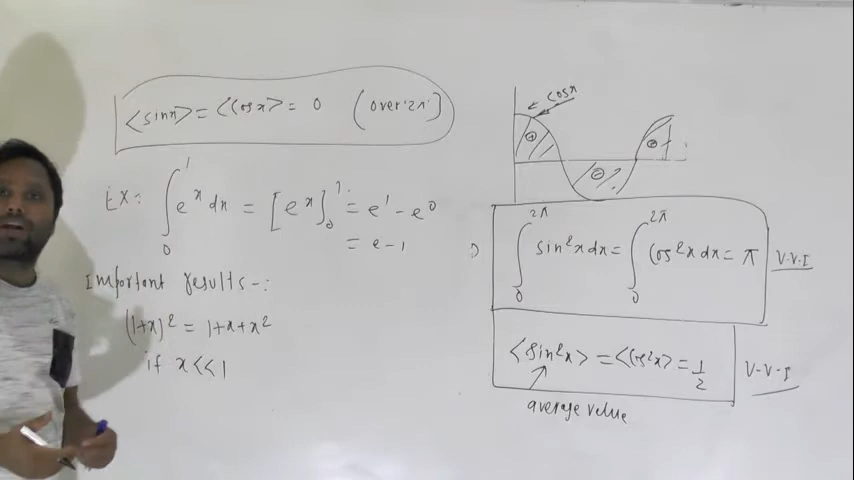 <sinx> = <cosx> = 0 (over '2π')
Ex: ∫₀¹ eˣ dx = [eˣ]₀¹ = e¹ - e⁰
= e-1
Important results-:
(1+x)² = 1+x+x²
if x<<1
cosx
+
-
+
1) ∫₀^2π sin²x dx = ∫₀^2π cos²x dx = π V.V.I
<sin²x> = <cos²x> = 1/2 V.V.I
average value